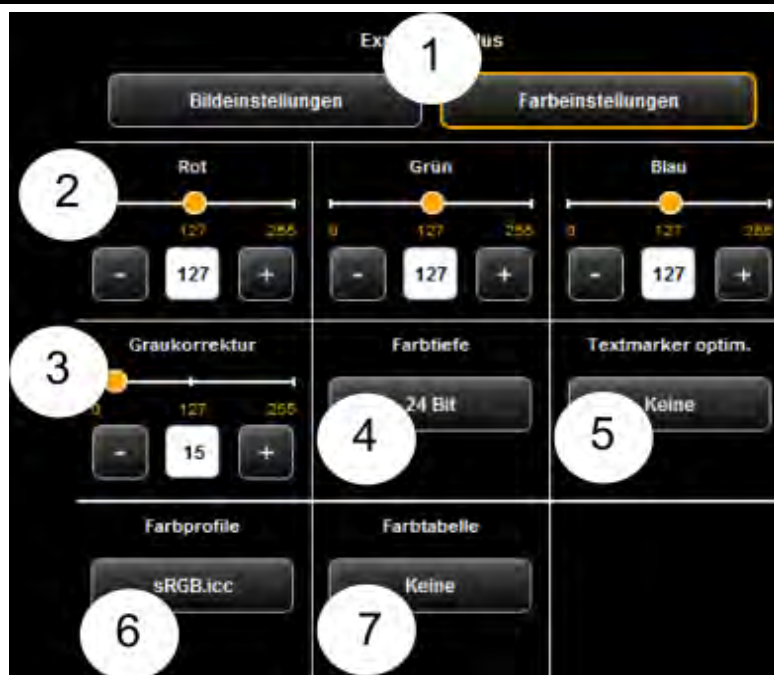 1
Bildeinstellungen Farbeinstellungen
2
Rot Grün Blau
127 255 0 127 255 0 127 255
- 127 + - 127 + - 127 +
3
Graukorrektur Farbtiefe Textmarker optim.
24 Bit Keine
0 127 255
4 5
- 15 +
Farbprofile Farbtabelle
sRGB.icc Keine
6 7